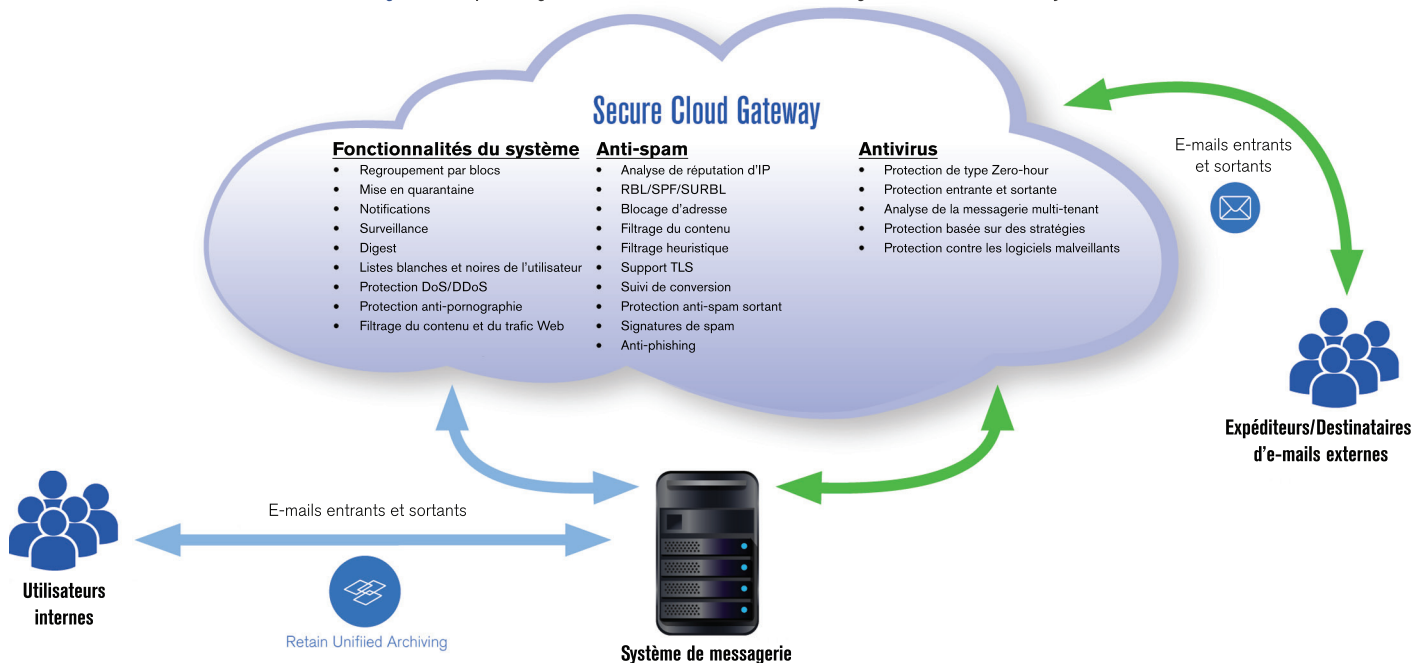 Secure Cloud Gateway
Fonctionnalités du système
• Regroupement par blocs
• Mise en quarantaine
• Notifications
• Surveillance
• Digest
• Listes blanches et noires de l'utilisateur
• Protection DoS/DDoS
• Protection anti-pornographie
• Filtrage du contenu et du trafic Web
Anti-spam
• Analyse de réputation d'IP
• RBL/SPF/SURBL
• Blocage d'adresse
• Filtrage du contenu
• Filtrage heuristique
• Support TLS
• Suivi de conversion
• Protection anti-spam sortant
• Signatures de spam
• Anti-phishing
Antivirus
• Protection de type Zero-hour
• Protection entrante et sortante
• Analyse de la messagerie multi-tenant
• Protection basée sur des stratégies
• Protection contre les logiciels malveillants
E-mails entrants
et sortants
Expéditeurs/Destinataires
d'e-mails externes
E-mails entrants et sortants
Utilisateurs
internes
Retain Unifiied Archiving
Système de messagerie